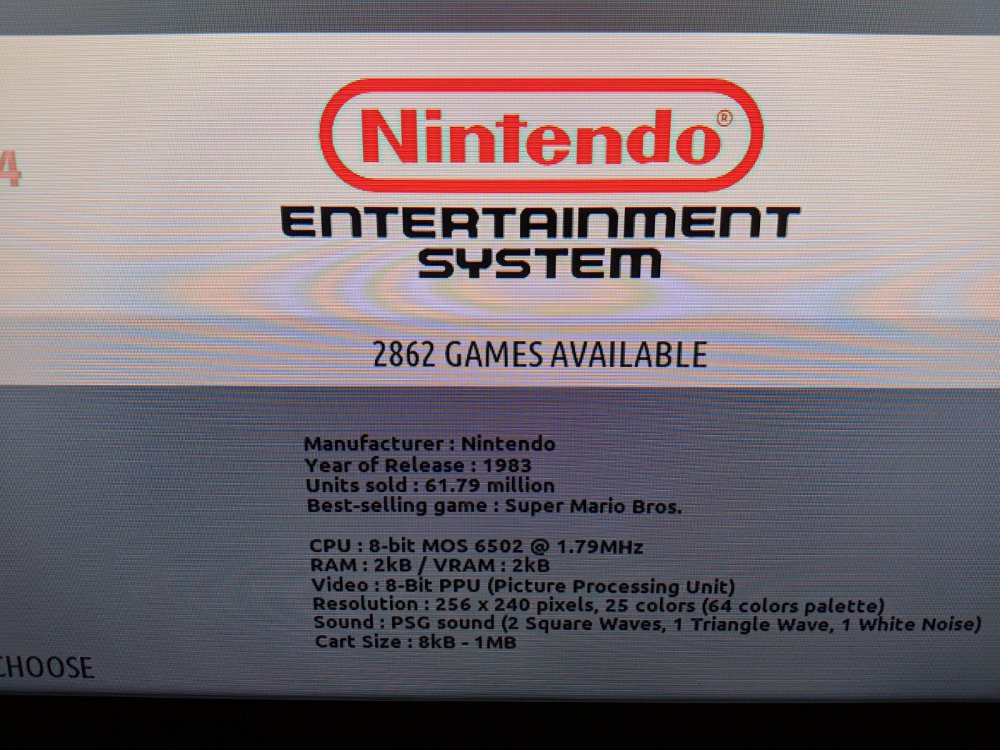 4
Nintendo®
ENTERTAINMENT
SYSTEM
2862 GAMES AVAILABLE
Manufacturer : Nintendo
Year of Release : 1983
Units sold : 61.79 million
Best-selling game : Super Mario Bros.
CPU : 8-bit MOS 6502 @ 1.79MHz
RAM : 2kB / VRAM : 2kB
Video : 8-Bit PPU (Picture Processing Unit)
Resolution : 256 x 240 pixels, 25 colors (64 colors palette)
Sound : PSG sound (2 Square Waves, 1 Triangle Wave, 1 White Noise)
Cart Size : 8kB - 1MB
CHOOSE